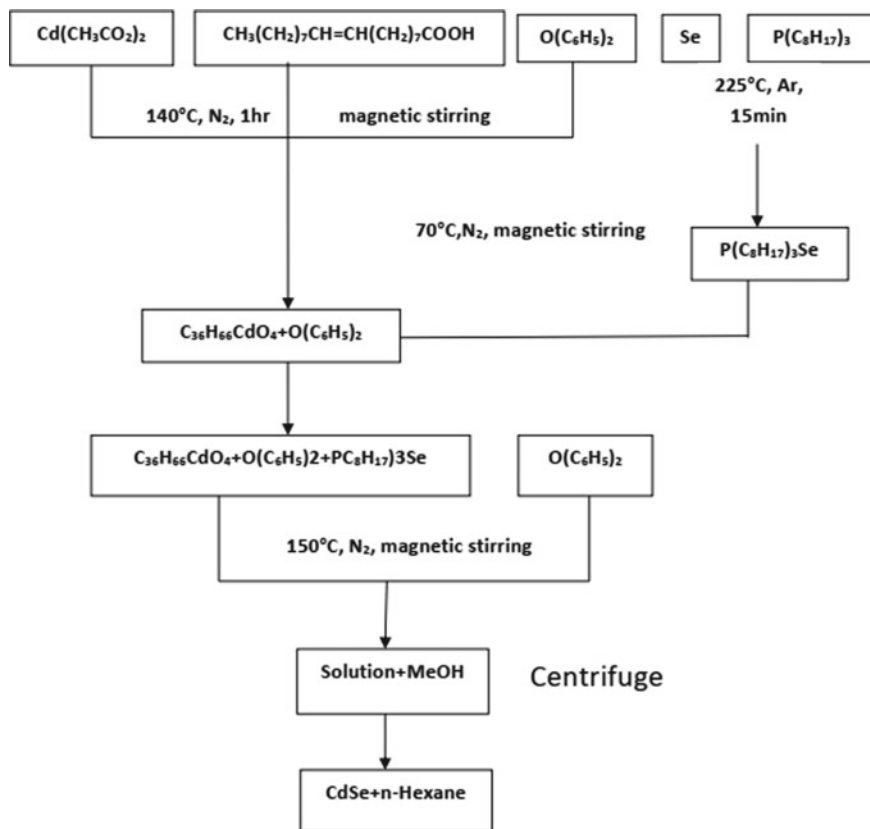 Cd(CH₃CO₂)₂
CH₃(CH₂)₇CH=CH(CH₂)₇COOH
O(C₆H₅)₂
Se
P(C₈H₁₇)₃
140°C, N₂, 1hr
magnetic stirring
225°C, Ar,
15min
70°C,N₂, magnetic stirring
P(C₈H₁₇)₃Se
C₃₆H₆₆CdO₄+O(C₆H₅)₂
C₃₆H₆₆CdO₄+O(C₆H₅)2+PC₈H₁₇)3Se
O(C₆H₅)₂
150°C, N₂, magnetic stirring
Solution+MeOH
Centrifuge
CdSe+n-Hexane